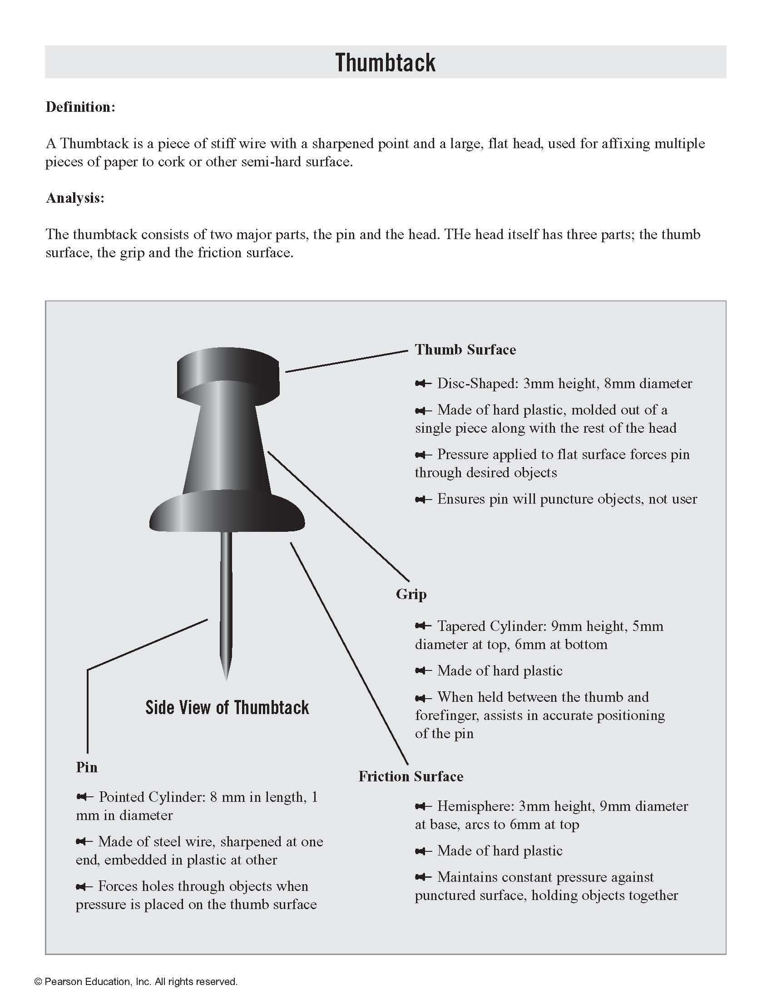 Thumbtack
Definition:
A Thumbtack is a piece of stiff wire with a sharpened point and a large, flat head, used for affixing multiple
pieces of paper to cork or other semi-hard surface.
Analysis:
The thumbtack consists of two major parts, the pin and the head. THe head itself has three parts; the thumb
surface, the grip and the friction surface.
Thumb Surface
Disc-Shaped: 3mm height, 8mm diameter
Made of hard plastic, molded out of a
single piece along with the rest of the head
Pressure applied to flat surface forces pin
through desired objects
Ensures pin will puncture objects, not user
Grip
Tapered Cylinder: 9mm height, 5mm
diameter at top, 6mm at bottom
Made of hard plastic
When held between the thumb and
forefinger, assists in accurate positioning
of the pin
Side View of Thumbtack
Pin
Pointed Cylinder: 8 mm in length, 1
mm in diameter
Made of steel wire, sharpened at one
end, embedded in plastic at other
Forces holes through objects when
pressure is placed on the thumb surface
Friction Surface
Hemisphere: 3mm height, 9mm diameter
at base, arcs to 6mm at top
Made of hard plastic
Maintains constant pressure against
punctured surface, holding objects together
© Pearson Education, Inc. All rights reserved.